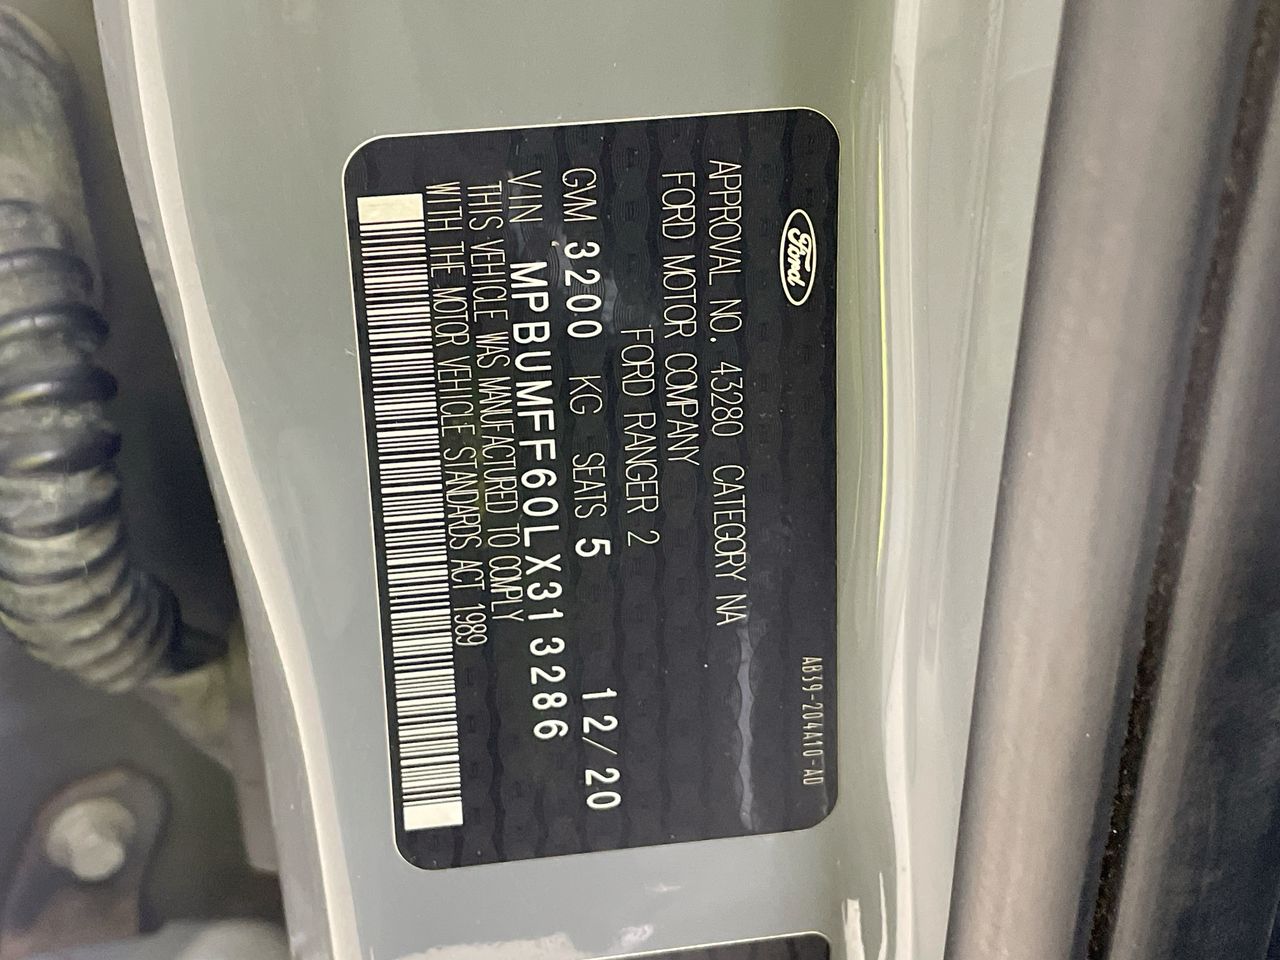 Ford
AB39-204A10-AD
APPROVAL NO. 43280 CATEGORY NA
FORD MOTOR COMPANY
FORD RANGER 2
GVM 3200 KG SEATS 5 12/20
VIN MPBUMFF60LX313286
THIS VEHICLE WAS MANUFACTURED TO COMPLY
WITH THE MOTOR VEHICLE STANDARDS ACT 1989